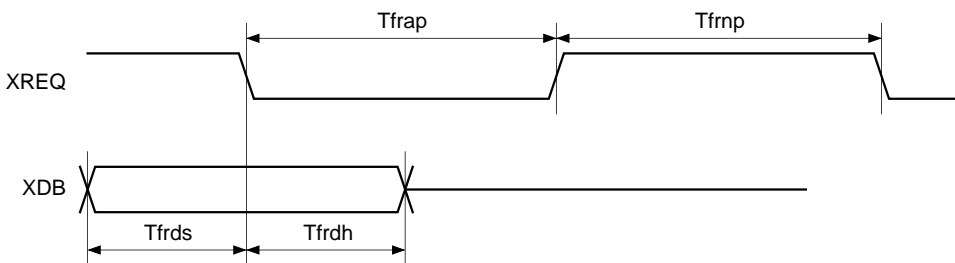 Tfrap
Tfrnp
XREQ
XDB
Tfrds
Tfrdh